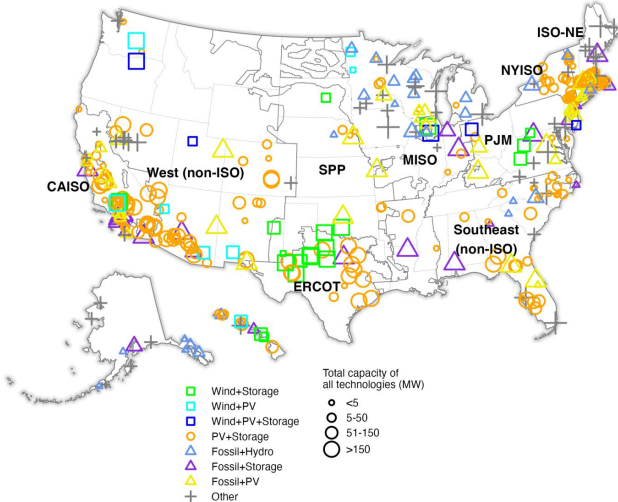 ISO-NE
NYISO
PJM
MISO
SPP
West (non-ISO)
CAISO
Southeast
(non-ISO)
ERCOT
Wind+Storage
Wind+PV
Wind+PV+Storage
PV+Storage
Fossil+Hydro
Fossil+Storage
Fossil+PV
Other
Total capacity of
all technologies (MW)
<5
5-50
51-150
>150